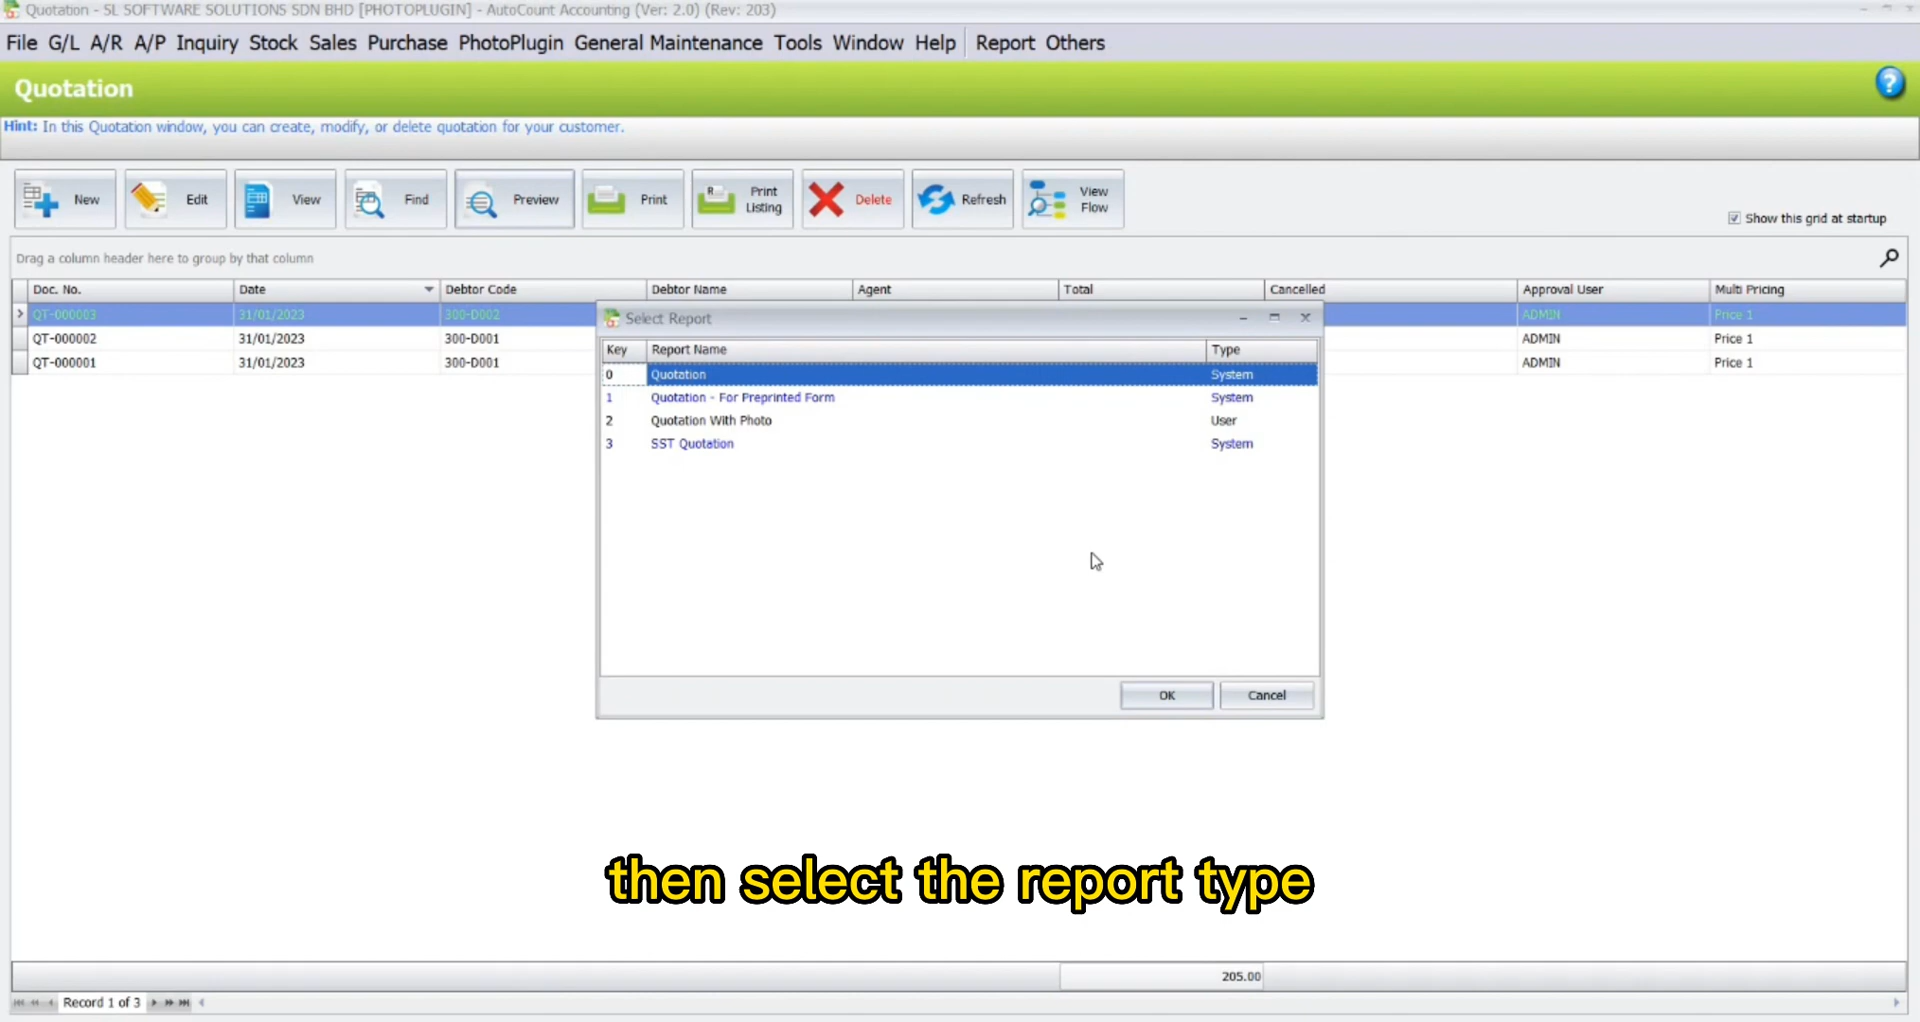 Quotation - SL SOFTWARE SOLUTIONS SDN BHD [PHOTOPLUGIN] - AutoCount Accounting (Ver: 2.0) (Rev: 203)
File G/L A/R A/P Inquiry Stock Sales Purchase PhotoPlugin General Maintenance Tools Window Help Report Others
Quotation
?
Hint: In this Quotation window, you can create, modify, or delete quotation for your customer.
New Edit View Find Preview Print Print Listing Delete Refresh View Flow
Show this grid at startup
Drag a column header here to group by that column
Doc. No. Date Debtor Code Debtor Name Agent Total Cancelled Approval User Multi Pricing
QT-000003 31/01/2023 300-D002 ADMIN Price 1
QT-000002 31/01/2023 300-D001 ADMIN Price 1
QT-000001 31/01/2023 300-D001 ADMIN Price 1
Select Report
Key Report Name Type
0 Quotation System
1 Quotation - For Preprinted Form System
2 Quotation With Photo User
3 SST Quotation System
OK Cancel
then select the report type
205.00
Record 1 of 3